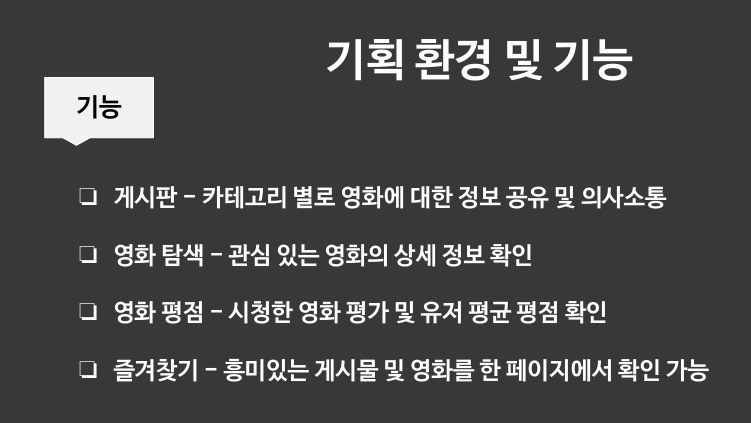 기획 환경 및 기능
기능
❏ 게시판 - 카테고리 별로 영화에 대한 정보 공유 및 의사소통
❏ 영화 탐색 - 관심 있는 영화의 상세 정보 확인
❏ 영화 평점 - 시청한 영화 평가 및 유저 평균 평점 확인
❏ 즐겨찾기 - 흥미있는 게시물 및 영화를 한 페이지에서 확인 가능